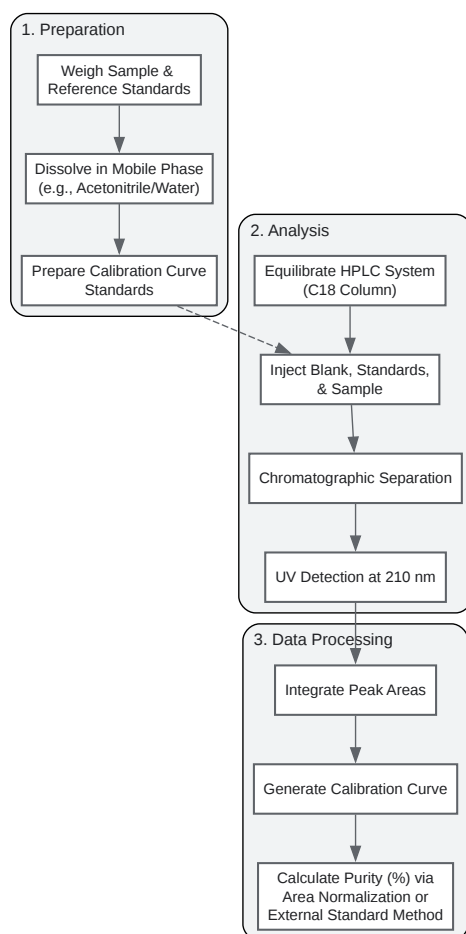 1. Preparation
Weigh Sample &
Reference Standards
Dissolve in Mobile Phase
(e.g., Acetonitrile/Water)
Prepare Calibration Curve
Standards
2. Analysis
Equilibrate HPLC System
(C18 Column)
Inject Blank, Standards,
& Sample
Chromatographic Separation
UV Detection at 210 nm
3. Data Processing
Integrate Peak Areas
Generate Calibration Curve
Calculate Purity (%) via
Area Normalization or
External Standard Method